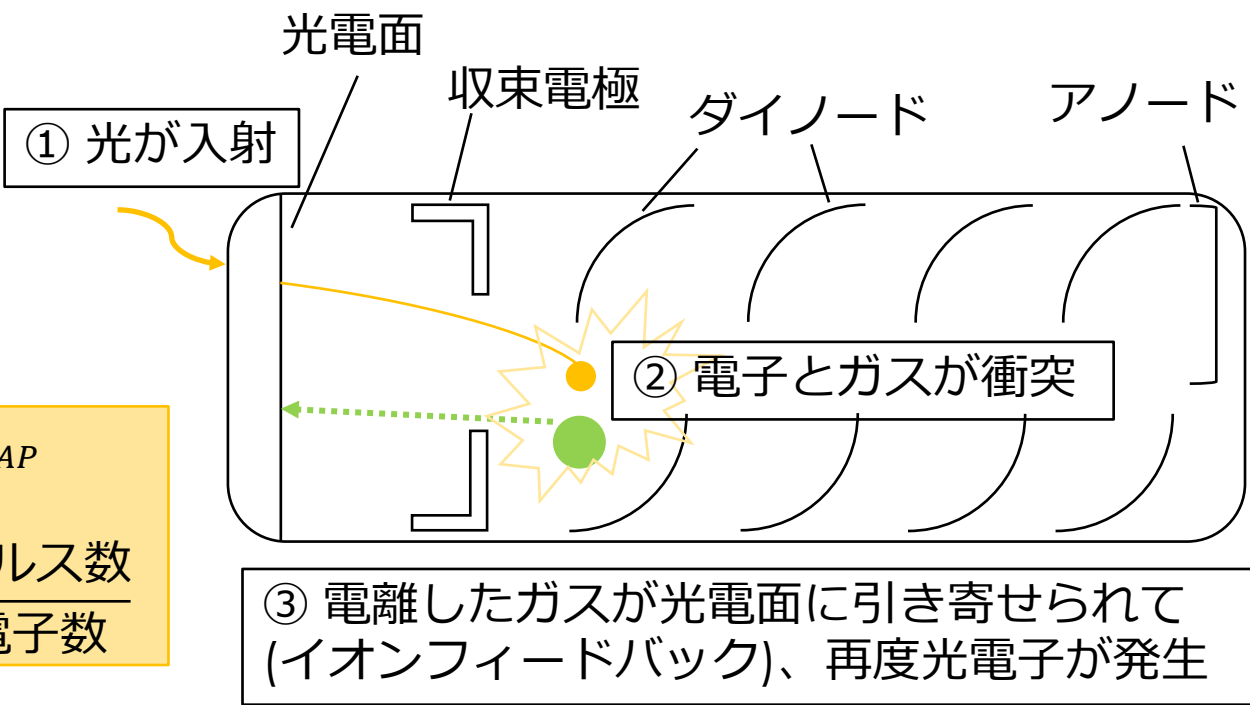 光電面
収束電極
ダイノード
アノード
① 光が入射
② 電子とガスが衝突
AP
ルス数
電子数
③ 電離したガスが光電面に引き寄せられて
(イオンフィードバック)、再度光電子が発生